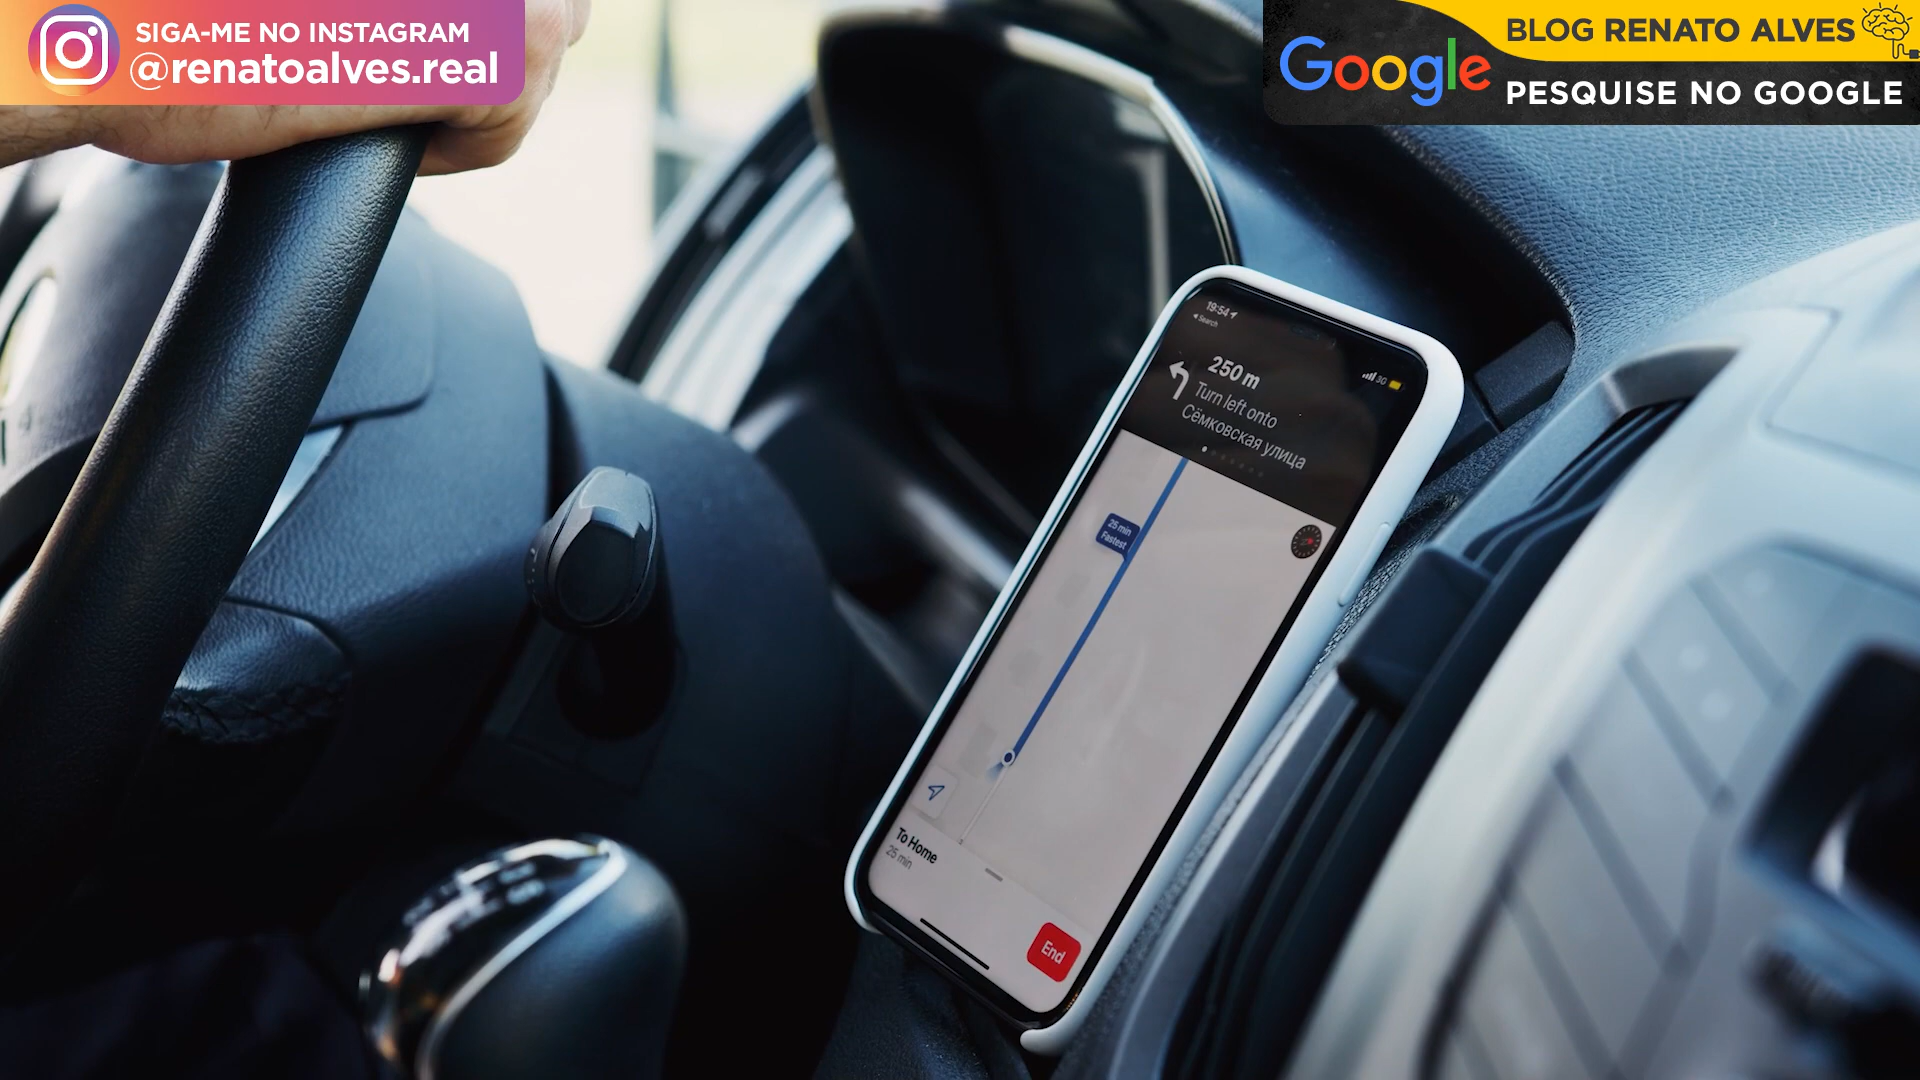 SIGA-ME NO INSTAGRAM
@renatoalves.real
BLOG RENATO ALVES
Google
PESQUISE NO GOOGLE
19:54
Search
3G
250 m
Turn left onto
Сёмковская улица
25 min
Fastest
To Home
25 min
End